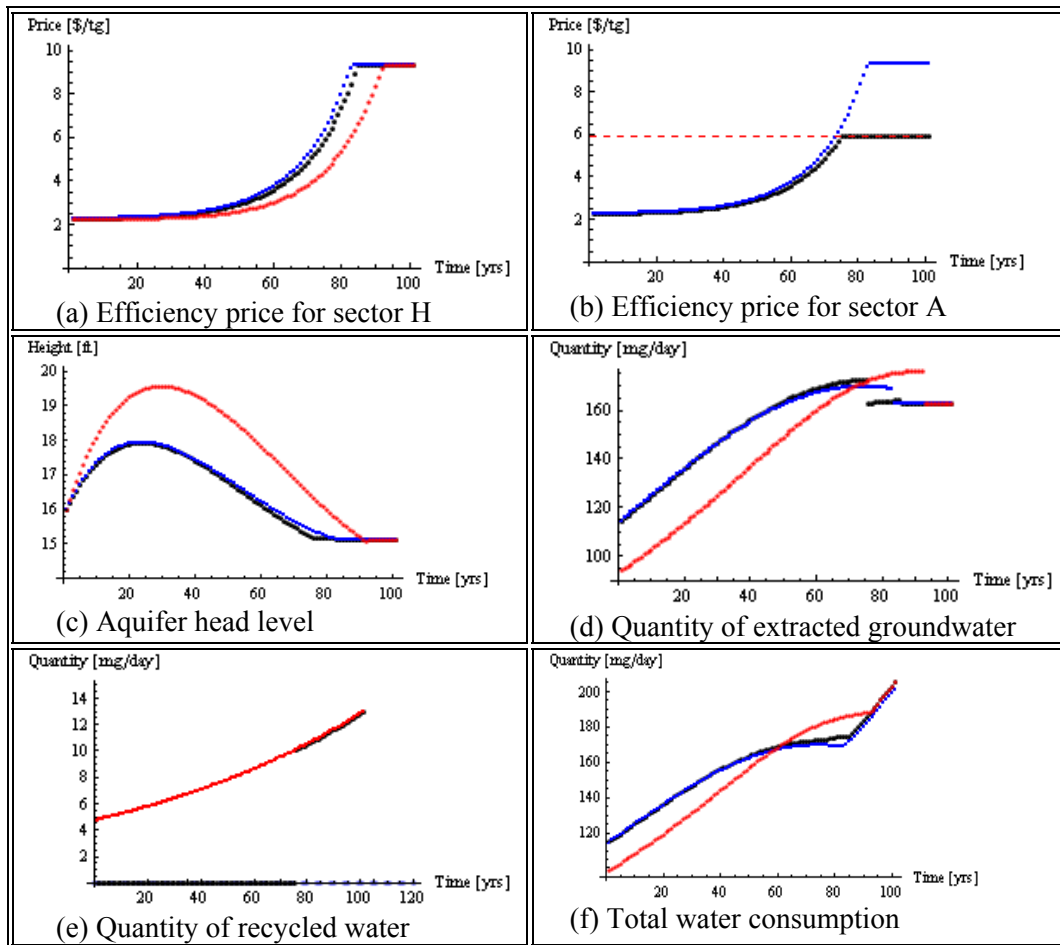 Price [$/tg]
10
8
6
4
2
20 40 60 80 100
Time [yrs]
(a) Efficiency price for sector H
Price [$/tg]
10
8
6
4
2
20 40 60 80 100
Time [yrs]
(b) Efficiency price for sector A
Height [ft]
20
19
18
17
16
15
20 40 60 80 100
Time [yrs]
(c) Aquifer head level
Quantity [mg/day]
160
140
120
100
20 40 60 80 100
Time [yrs]
(d) Quantity of extracted groundwater
Quantity [mg/day]
14
12
10
8
6
4
2
20 40 60 80 100 120
Time [yrs]
(e) Quantity of recycled water
Quantity [mg/day]
200
180
160
140
120
20 40 60 80 100
Time [yrs]
(f) Total water consumption